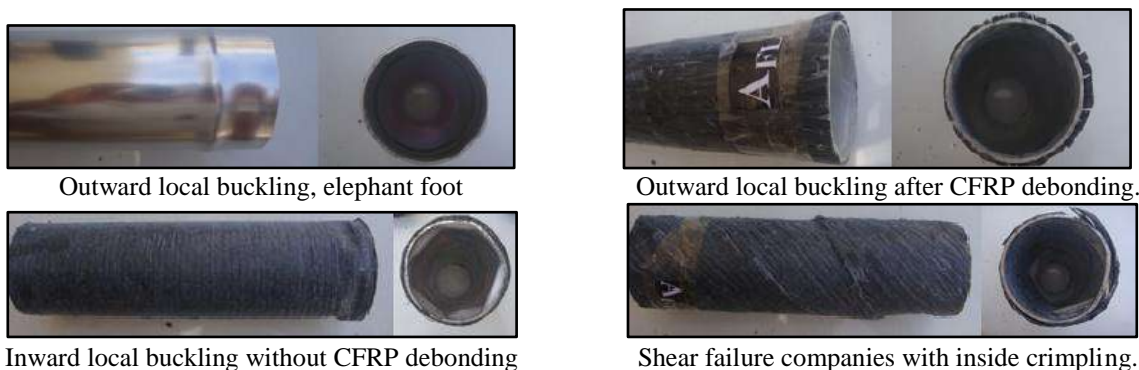 AFI
Outward local buckling, elephant foot
Outward local buckling after CFRP debonding.
A
Inward local buckling without CFRP debonding
Shear failure companies with inside crimpling.